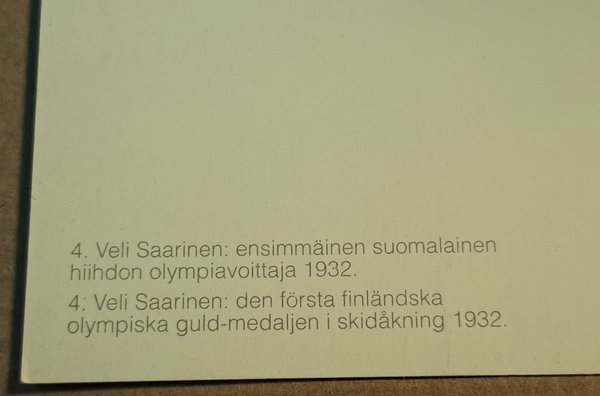 4. Veli Saarinen: ensimmäinen suomalainen
hiihdon olympiavoittaja 1932.
4. Veli Saarinen: den första finländska
olympiska guld-medaljen i skidåkning 1932.